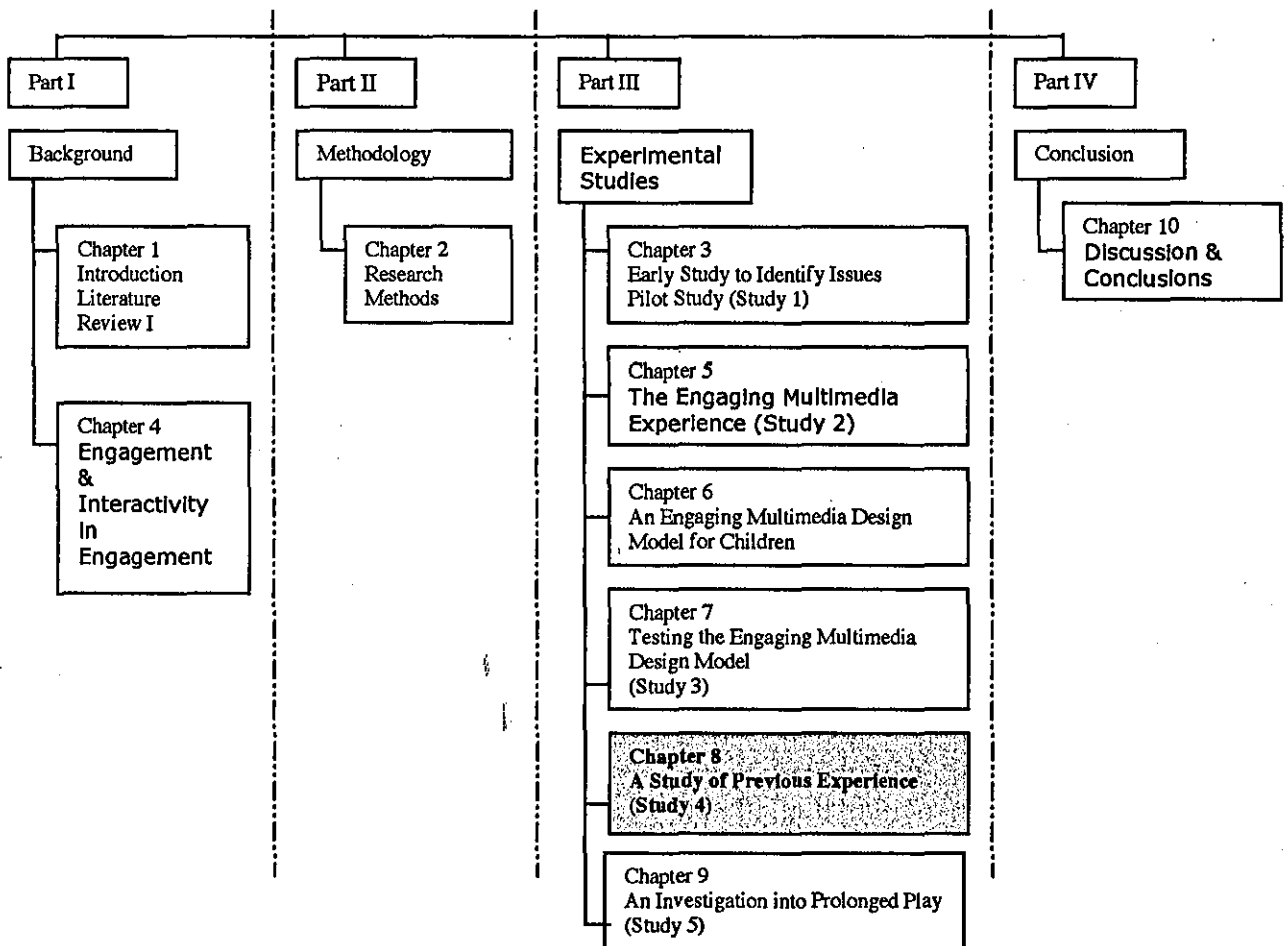 Part I
Background
Chapter 1
Introduction
Literature
Review I
Chapter 4
Engagement
&
Interactivity
in
Engagement
Part II
Methodology
Chapter 2
Research
Methods
Part III
Experimental
Studies
Chapter 3
Early Study to Identify Issues
Pilot Study (Study 1)
Chapter 5
The Engaging Multimedia
Experience (Study 2)
Chapter 6
An Engaging Multimedia Design
Model for Children
Chapter 7
Testing the Engaging Multimedia
Design Model
(Study 3)
Chapter 8
A Study of Previous Experience
(Study 4)
Chapter 9
An Investigation into Prolonged Play
(Study 5)
Part IV
Conclusion
Chapter 10
Discussion &
Conclusions